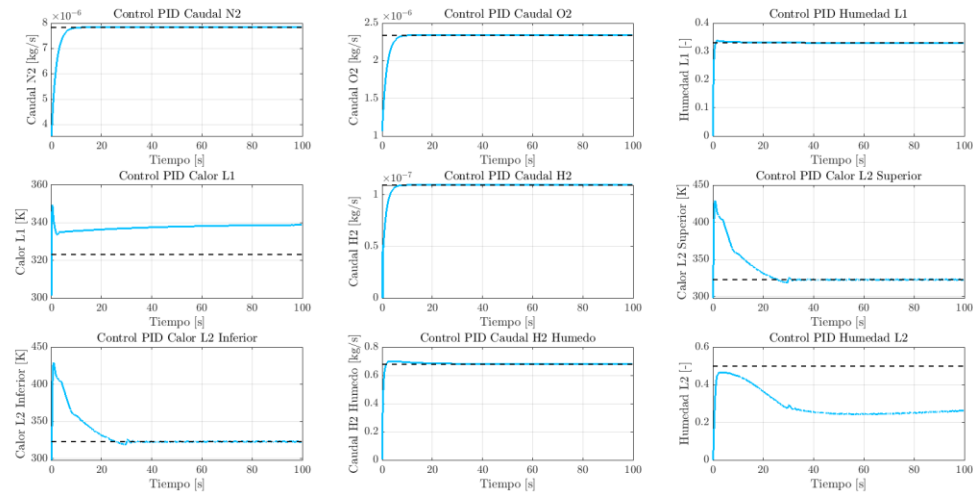 Control PID Caudal N2
×10⁻⁶
8
7
6
5
4
Caudal N2 [kg/s]
0 20 40 60 80 100
Tiempo [s]
Control PID Caudal O2
×10⁻⁶
2.5
2
1.5
1
Caudal O2 [kg/s]
0 20 40 60 80 100
Tiempo [s]
Control PID Humedad L1
0.4
0.3
0.2
0.1
0
Humedad L1 [-]
0 20 40 60 80 100
Tiempo [s]
Control PID Calor L1
360
340
320
300
Calor L1 [K]
0 20 40 60 80 100
Tiempo [s]
Control PID Caudal H2
×10⁻⁷
1
0.5
0
Caudal H2 [kg/s]
0 20 40 60 80 100
Tiempo [s]
Control PID Calor L2 Superior
450
400
350
300
Calor L2 Superior [K]
0 20 40 60 80 100
Tiempo [s]
Control PID Calor L2 Inferior
450
400
350
300
Calor L2 Inferior [K]
0 20 40 60 80 100
Tiempo [s]
Control PID Caudal H2 Humedo
0.8
0.6
0.4
0.2
0
Caudal H2 Humedo [kg/s]
0 20 40 60 80 100
Tiempo [s]
Control PID Humedad L2
0.6
0.4
0.2
0
Humedad L2 [-]
0 20 40 60 80 100
Tiempo [s]